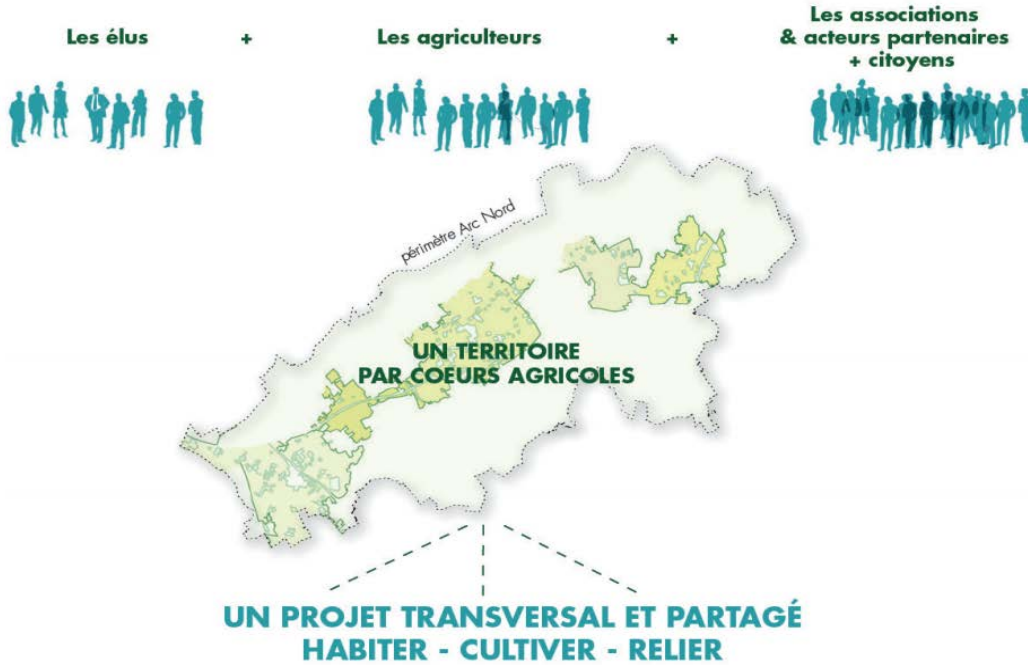 Les élus
+
Les agriculteurs
+
Les associations
& acteurs partenaires
+ citoyens
périmètre Arc Nord
UN TERRITOIRE
PAR COEURS AGRICOLES
UN PROJET TRANSVERSAL ET PARTAGÉ
HABITER - CULTIVER - RELIER